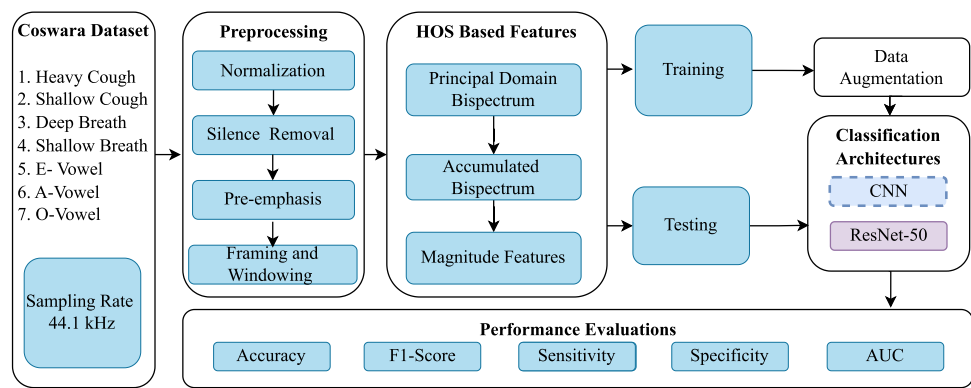 Coswara Dataset
1. Heavy Cough
2. Shallow Cough
3. Deep Breath
4. Shallow Breath
5. E- Vowel
6. A-Vowel
7. O-Vowel
Sampling Rate
44.1 kHz
Preprocessing
Normalization
Silence Removal
Pre-emphasis
Framing and
Windowing
HOS Based Features
Principal Domain
Bispectrum
Accumulated
Bispectrum
Magnitude Features
Training
Testing
Data
Augmentation
Classification
Architectures
CNN
ResNet-50
Performance Evaluations
Accuracy
F1-Score
Sensitivity
Specificity
AUC